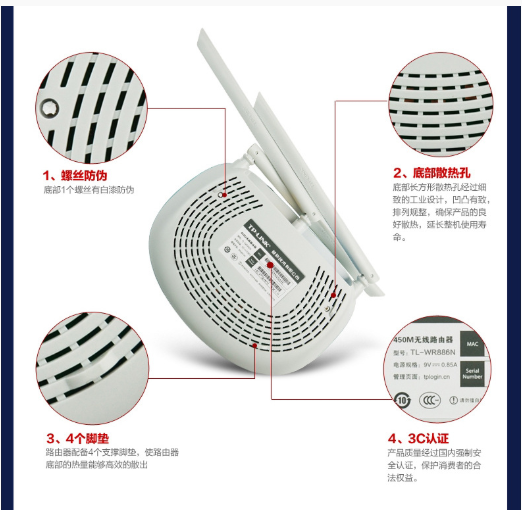 1、螺丝防伪
底部1个螺丝有白漆防伪
2、底部散热孔
底部长方形散热孔经过细
致的工业设计，凹凸有致，
排列规整，确保产品的良
好散热，延长整机使用寿
命。
TP-LINK
450M无线路由器
型号：TL-WR886N
电源规格：9V⎓0.85A
管理页面：tplogin.cn
MAC
Serial
Number
10
CCC
3、4个脚垫
路由器配备4个支撑脚垫，使路由器
底部的热量能够高效的散出
4、3C认证
产品质量经过国内强制安
全认证，保护消费者的合
法权益。